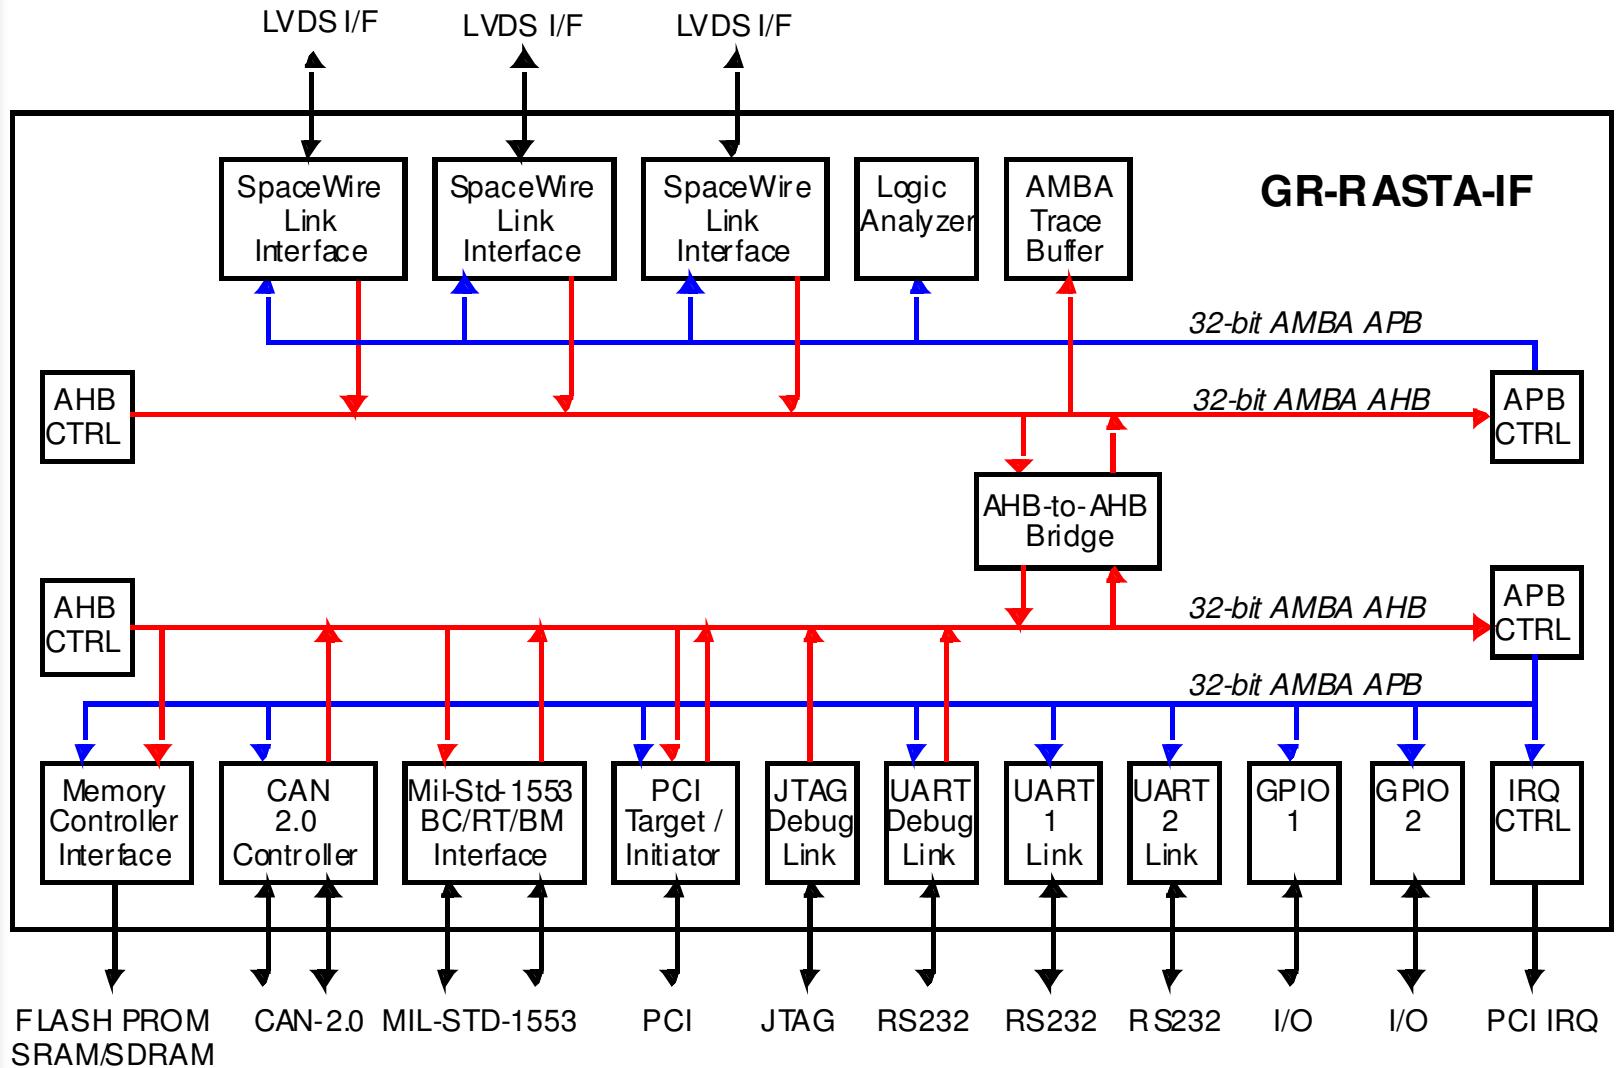 LVDS I/F
LVDS I/F
LVDS I/F
SpaceWire
Link
Interface
SpaceWire
Link
Interface
SpaceWire
Link
Interface
Logic
Analyzer
AMBA
Trace
Buffer
GR-RASTA-IF
32-bit AMBA APB
AHB
CTRL
32-bit AMBA AHB
APB
CTRL
AHB-to-AHB
Bridge
AHB
CTRL
32-bit AMBA AHB
APB
CTRL
32-bit AMBA APB
Memory
Controller
Interface
CAN
2.0
Controller
Mil-Std-1553
BC/RT/BM
Interface
PCI
Target /
Initiator
JTAG
Debug
Link
UART
Debug
Link
UART
1
Link
UART
2
Link
GPIO
1
GPIO
2
IRQ
CTRL
FLASH PROM
SRAM/SDRAM
CAN-2.0
MIL-STD-1553
PCI
JTAG
RS232
RS232
RS232
I/O
I/O
PCI IRQ